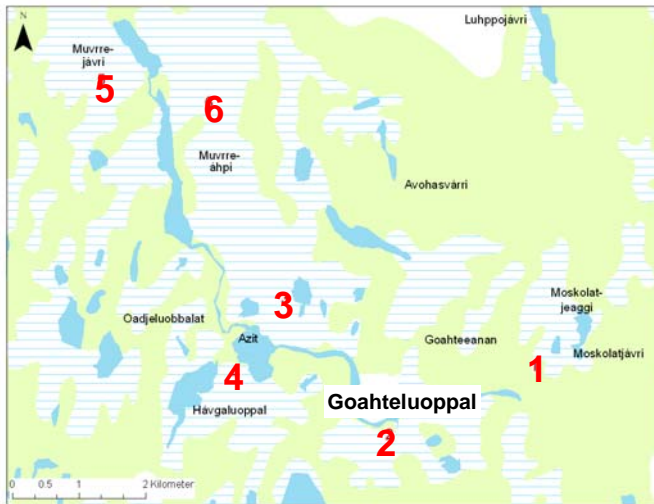 N
Luhppojávri
Muvrre-
jávri
5
6
Muvrre-
áhpi
Avohasvárri
3
Moskolat-
jeaggi
Oadjeluobbalat
Azit
Goahteeanan
Moskolatjávri
1
4
Hávgaluoppal
Goahteluoppal
2
0 0.5 1 2 Kilometer